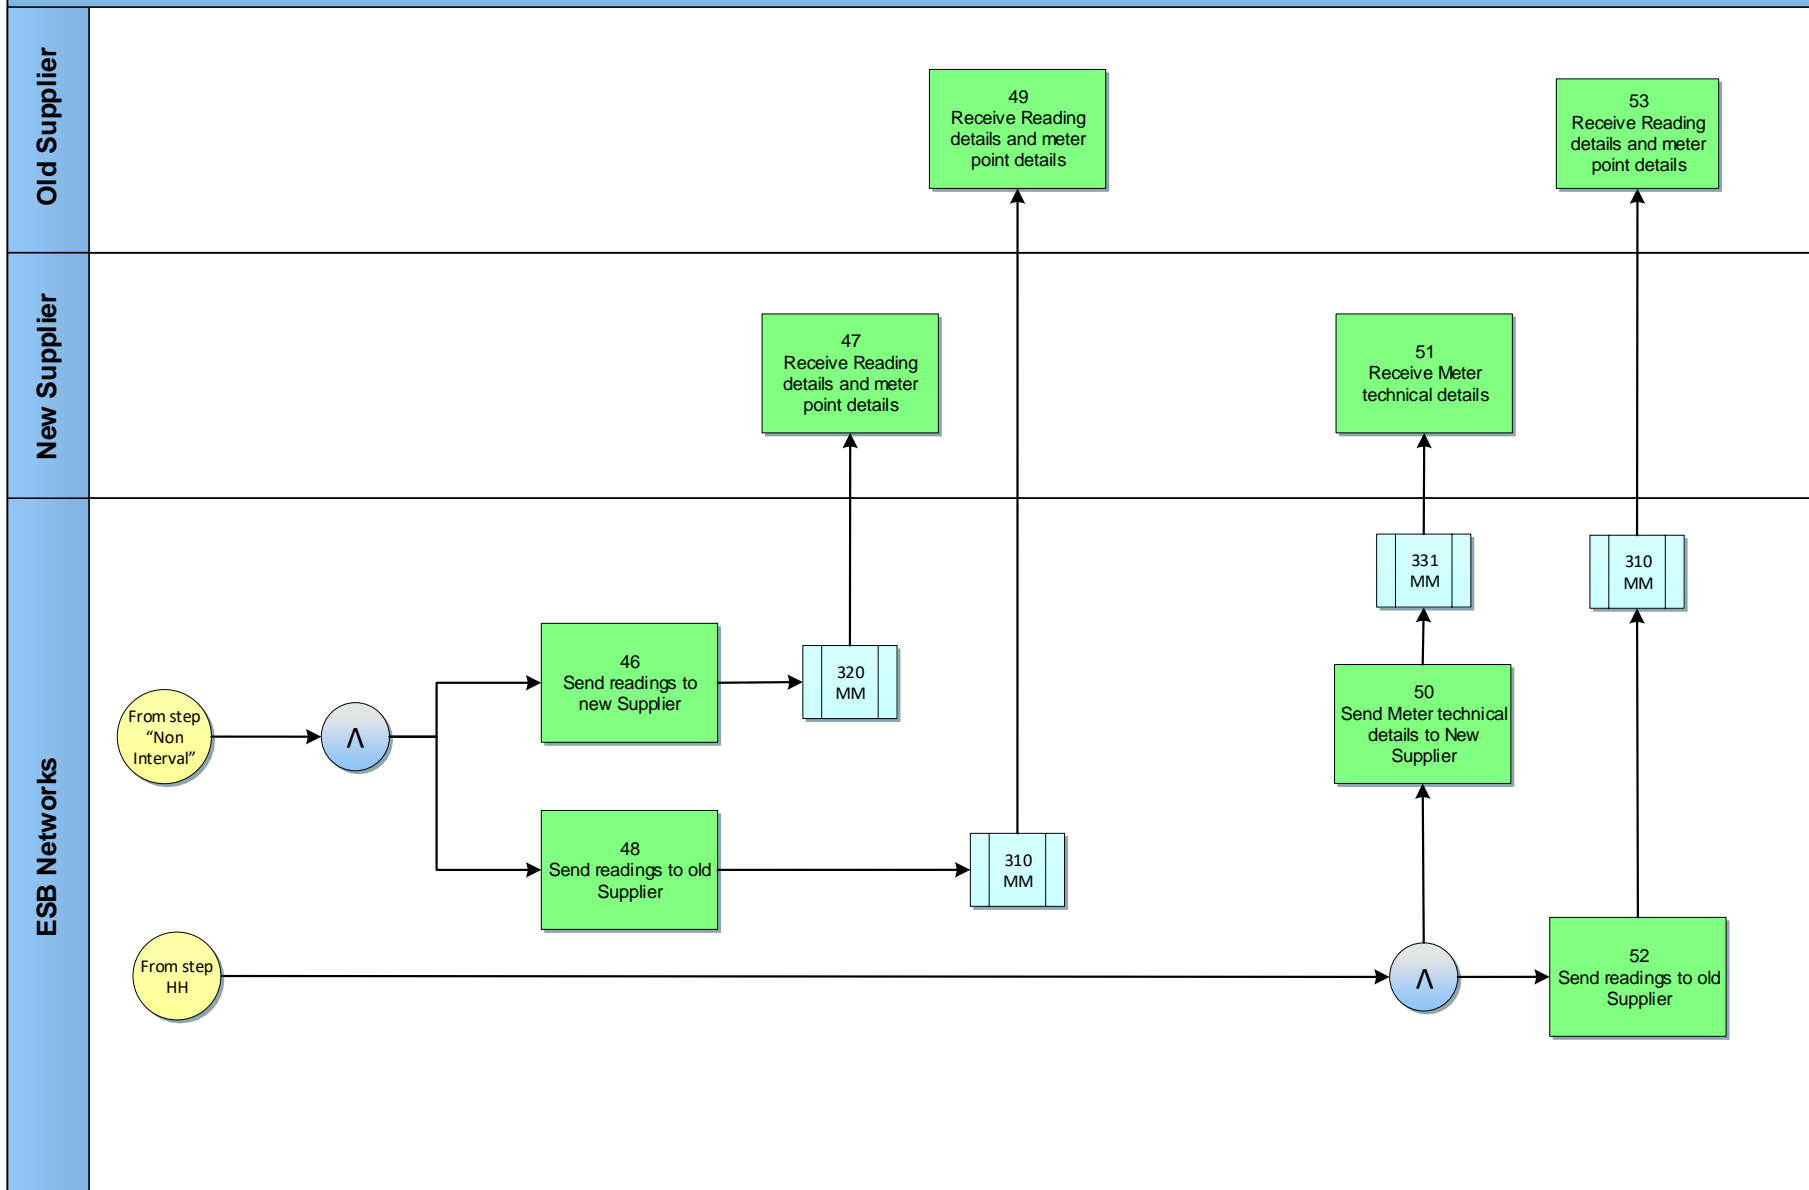 Old Supplier
49
Receive Reading
details and meter
point details
53
Receive Reading
details and meter
point details
New Supplier
47
Receive Reading
details and meter
point details
51
Receive Meter
technical details
ESB Networks
331
MM
310
MM
46
Send readings to
new Supplier
320
MM
50
Send Meter technical
details to New
Supplier
From step
“Non
Interval”
Λ
48
Send readings to old
Supplier
310
MM
From step
HH
Λ
52
Send readings to old
Supplier